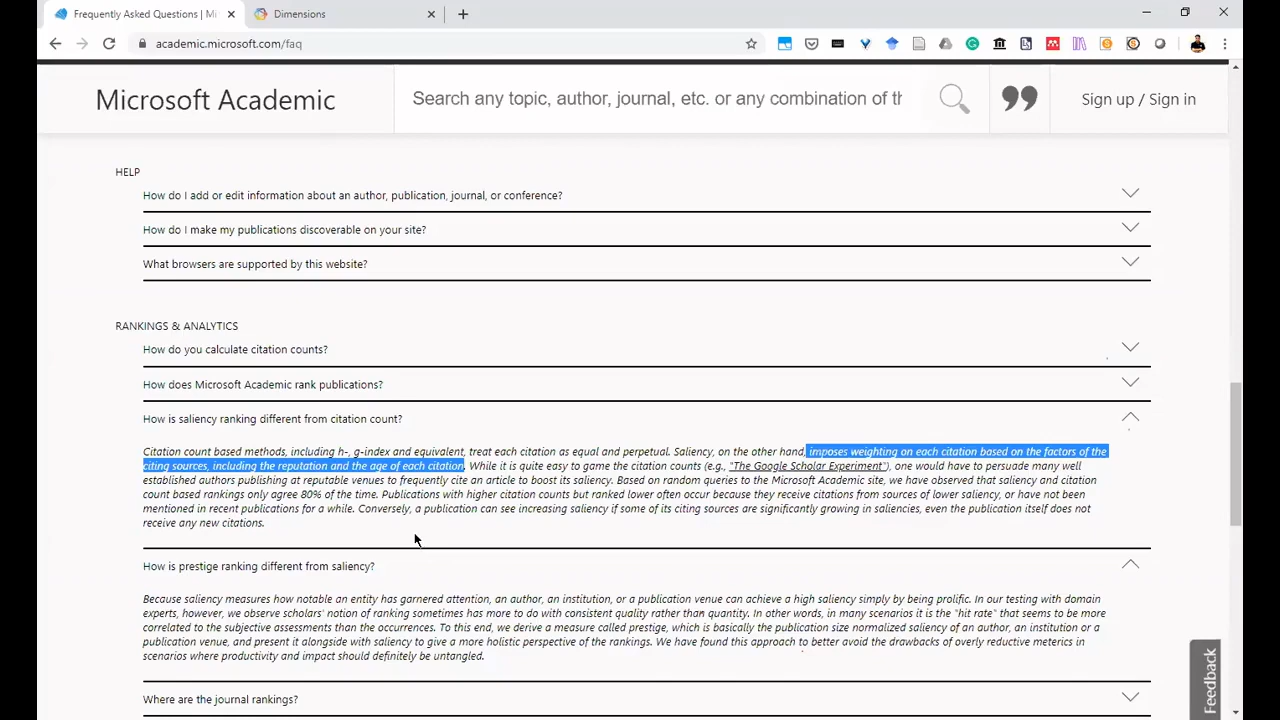 Frequently Asked Questions | Mi
Dimensions
academic.microsoft.com/faq
Microsoft Academic
Search any topic, author, journal, etc. or any combination of th
Sign up / Sign in
HELP
How do I add or edit information about an author, publication, journal, or conference?
How do I make my publications discoverable on your site?
What browsers are supported by this website?
RANKINGS & ANALYTICS
How do you calculate citation counts?
How does Microsoft Academic rank publications?
How is saliency ranking different from citation count?
Citation count based methods, including h-, g-index and equivalent, treat each citation as equal and perpetual. Saliency, on the other hand, imposes weighting on each citation based on the factors of the
citing sources, including the reputation and the age of each citation. While it is quite easy to game the citation counts (e.g., "The Google Scholar Experiment"), one would have to persuade many well
established authors publishing at reputable venues to frequently cite an article to boost its saliency. Based on random queries to the Microsoft Academic site, we have observed that saliency and citation
count based rankings only agree 80% of the time. Publications with higher citation counts but ranked lower often occur because they receive citations from sources of lower saliency, or have not been
mentioned in recent publications for a while. Conversely, a publication can see increasing saliency if some of its citing sources are significantly growing in saliencies, even the publication itself does not
receive any new citations.
How is prestige ranking different from saliency?
Because saliency measures how notable an entity has garnered attention, an author, an institution, or a publication venue can achieve a high saliency simply by being prolific. In our testing with domain
experts, however, we observe scholars' notion of ranking sometimes has more to do with consistent quality rather than quantity. In other words, in many scenarios it is the "hit rate" that seems to be more
correlated to the subjective assessments than the occurrences. To this end, we derive a measure called prestige, which is basically the publication size normalized saliency of an author, an institution or a
publication venue, and present it alongside with saliency to give a more holistic perspective of the rankings. We have found this approach to better avoid the drawbacks of overly reductive meterics in
scenarios where productivity and impact should definitely be untangled.
Where are the journal rankings?
Feedback